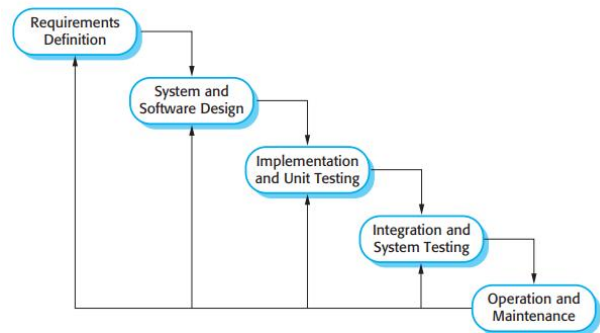 Requirements
Definition
System and
Software Design
Implementation
and Unit Testing
Integration and
System Testing
Operation and
Maintenance